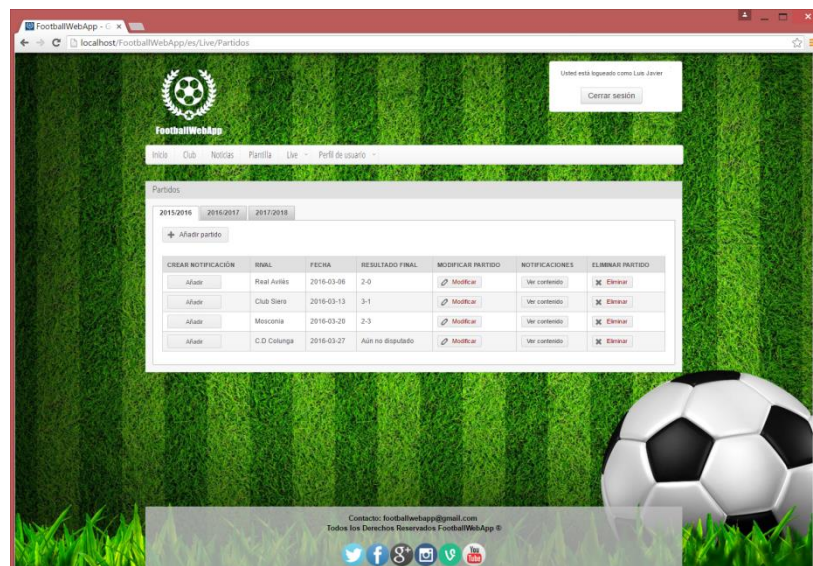 FootballWebApp - G
localhost/FootballWebApp/es/Live/Partidos
Usted está logueado como Luis Javier
Cerrar sesión
FootballWebApp
Inicio Club Noticias Plantilla Live Perfil de usuario
Partidos
2015/2016 2016/2017 2017/2018
Añadir partido
CREAR NOTIFICACIÓN RIVAL FECHA RESULTADO FINAL MODIFICAR PARTIDO NOTIFICACIONES ELIMINAR PARTIDO
Añadir Real Avilés 2016-03-06 2-0 Modificar Ver contenido Eliminar
Añadir Club Siero 2016-03-13 3-1 Modificar Ver contenido Eliminar
Añadir Mosconia 2016-03-20 2-3 Modificar Ver contenido Eliminar
Añadir C.D Colunga 2016-03-27 Aún no disputado Modificar Ver contenido Eliminar
Contacto: footballwebapp@gmail.com
Todos los Derechos Reservados FootballWebApp ®
You Tube